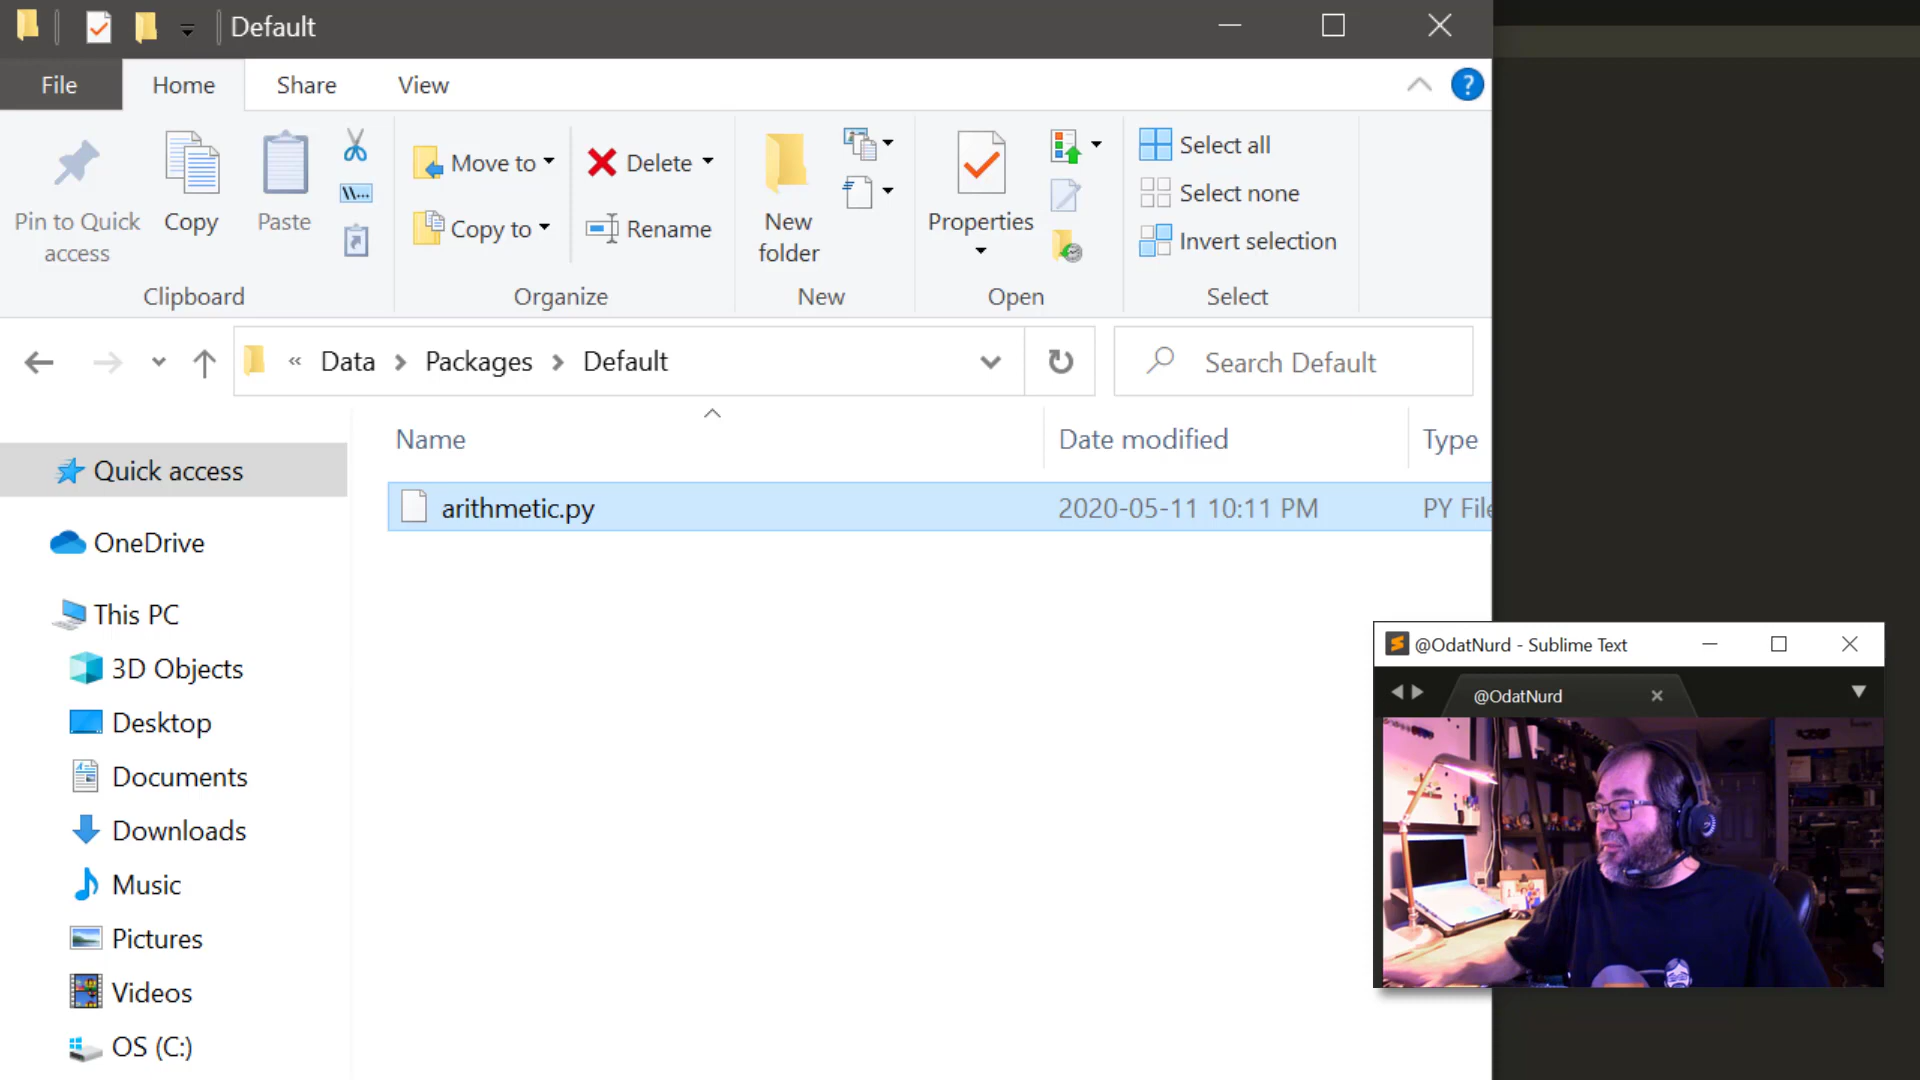 Default
File
Home
Share
View
?
Pin to Quick access
Copy
Paste
\\...
Move to
Copy to
Delete
Rename
New folder
Properties
Select all
Select none
Invert selection
Clipboard
Organize
New
Open
Select
« Data > Packages > Default
Search Default
Name
Date modified
Type
Quick access
arithmetic.py
2020-05-11 10:11 PM
PY File
OneDrive
This PC
3D Objects
Desktop
Documents
Downloads
Music
Pictures
Videos
OS (C:)
@OdatNurd - Sublime Text
@OdatNurd